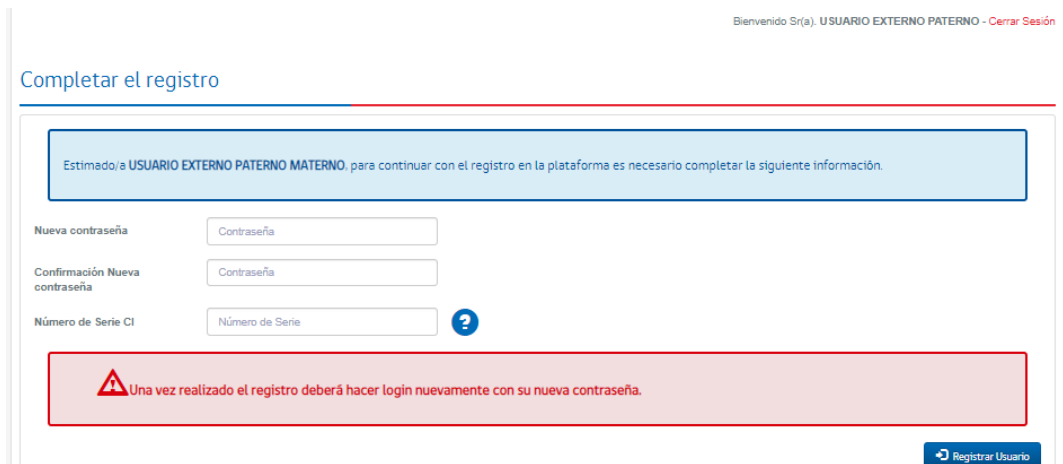 Bienvenido Sr(a). USUARIO EXTERNO PATERNO - Cerrar Sesión
Completar el registro
Estimado/a USUARIO EXTERNO PATERNO MATERNO, para continuar con el registro en la plataforma es necesario completar la siguiente información.
Nueva contraseña
Contraseña
Confirmación Nueva
contraseña
Contraseña
Número de Serie CI
Número de Serie
?
Una vez realizado el registro deberá hacer login nuevamente con su nueva contraseña.
Registrar Usuario